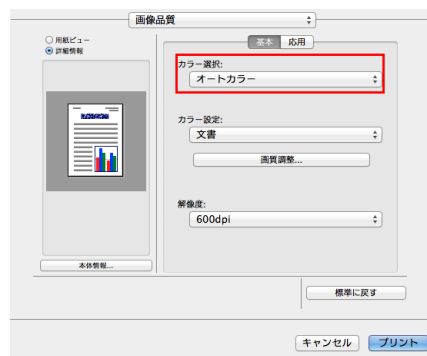 画像品質
用紙ビュー
詳細情報
基本 応用
カラー選択:
オートカラー
カラー設定:
文書
画質調整...
解像度:
600dpi
本体情報...
標準に戻す
キャンセル プリント